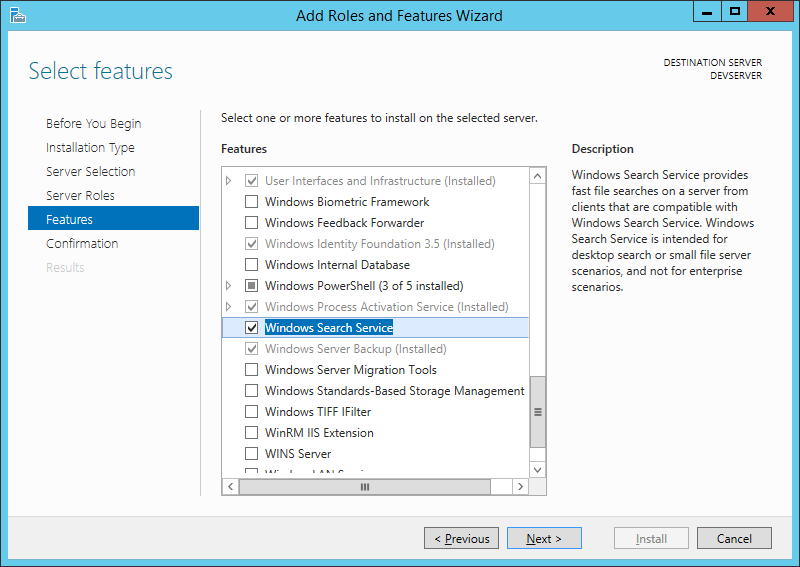 Add Roles and Features Wizard
Select features
DESTINATION SERVER
DEVSERVER
Before You Begin
Installation Type
Server Selection
Server Roles
Features
Confirmation
Results
Select one or more features to install on the selected server.
Features
User Interfaces and Infrastructure (Installed)
Windows Biometric Framework
Windows Feedback Forwarder
Windows Identity Foundation 3.5 (Installed)
Windows Internal Database
Windows PowerShell (3 of 5 installed)
Windows Process Activation Service (Installed)
Windows Search Service
Windows Server Backup (Installed)
Windows Server Migration Tools
Windows Standards-Based Storage Management
Windows TIFF IFilter
WinRM IIS Extension
WINS Server
Description
Windows Search Service provides
fast file searches on a server from
clients that are compatible with
Windows Search Service. Windows
Search Service is intended for
desktop search or small file server
scenarios, and not for enterprise
scenarios.
< Previous
Next >
Install
Cancel